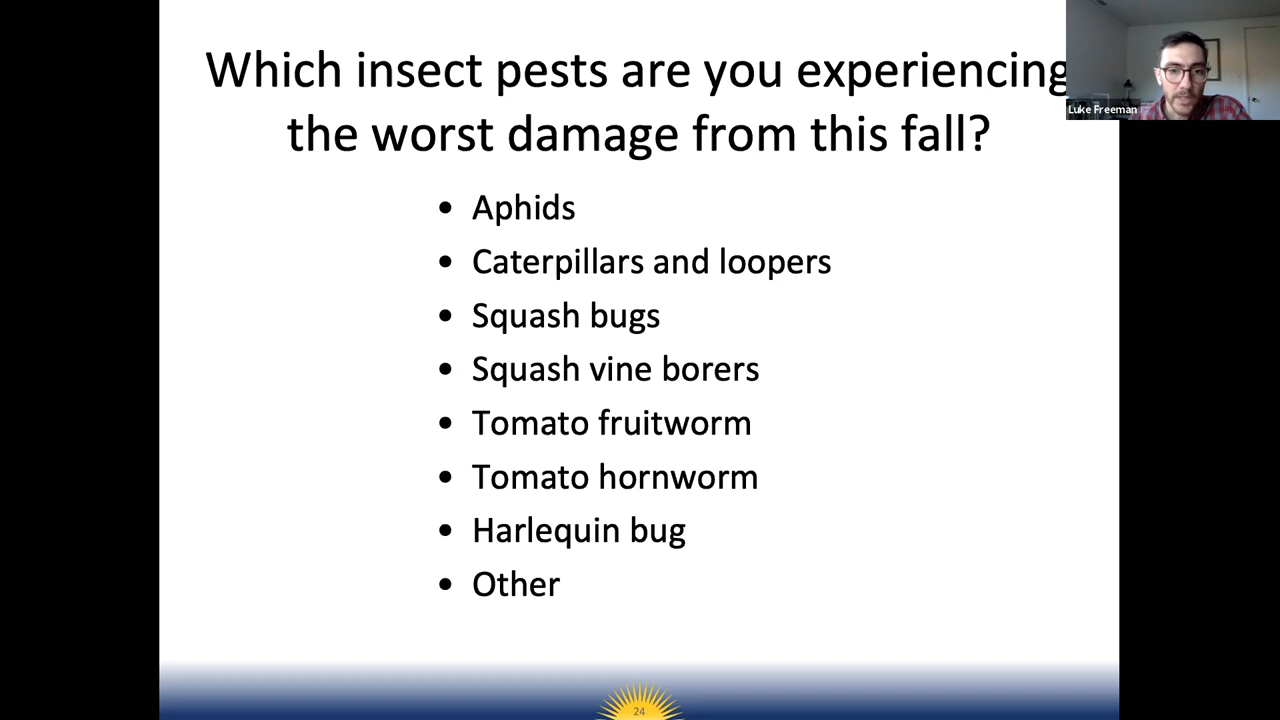 Which insect pests are you experiencing
the worst damage from this fall?
Luke Freeman
• Aphids
• Caterpillars and loopers
• Squash bugs
• Squash vine borers
• Tomato fruitworm
• Tomato hornworm
• Harlequin bug
• Other
24